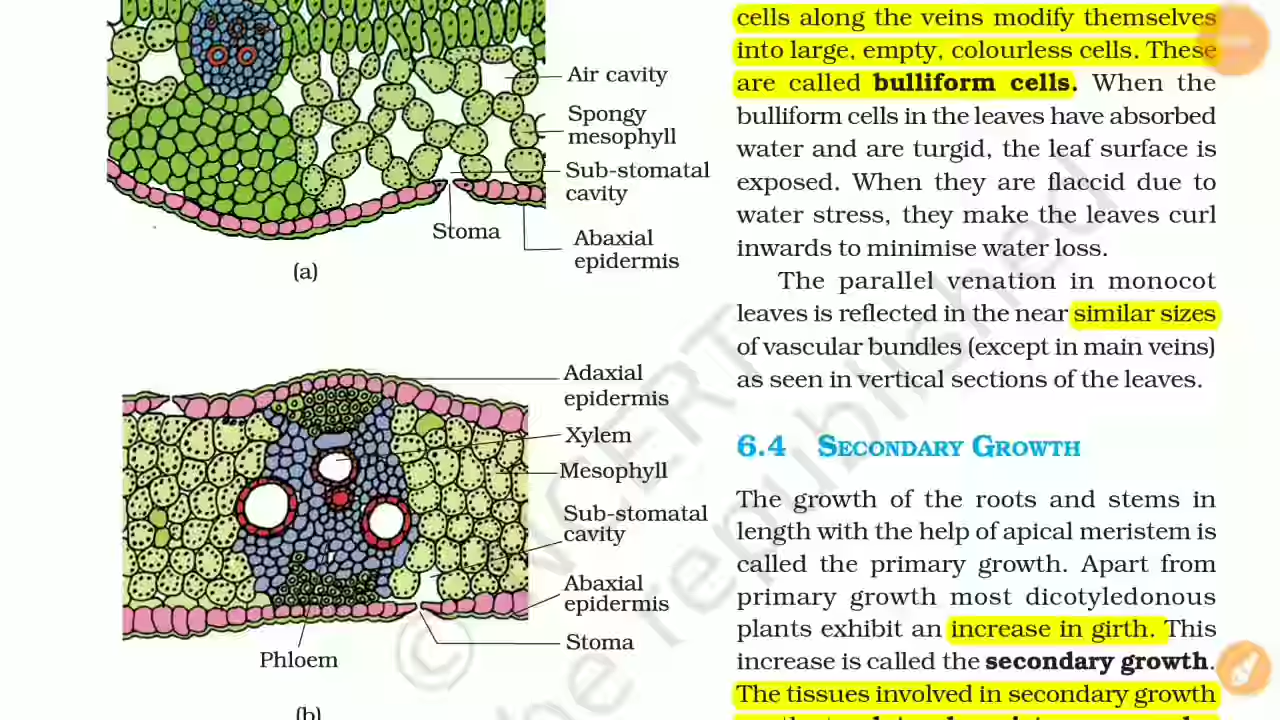 Air cavity
Spongy
mesophyll
Sub-stomatal
cavity
Stoma
Abaxial
epidermis
(a)
Adaxial
epidermis
Xylem
Mesophyll
Sub-stomatal
cavity
Abaxial
epidermis
Stoma
Phloem
(b)
cells along the veins modify themselves
into large, empty, colourless cells. These
are called bulliform cells. When the
bulliform cells in the leaves have absorbed
water and are turgid, the leaf surface is
exposed. When they are flaccid due to
water stress, they make the leaves curl
inwards to minimise water loss.
The parallel venation in monocot
leaves is reflected in the near similar sizes
of vascular bundles (except in main veins)
as seen in vertical sections of the leaves.
6.4 SECONDARY GROWTH
The growth of the roots and stems in
length with the help of apical meristem is
called the primary growth. Apart from
primary growth most dicotyledonous
plants exhibit an increase in girth. This
increase is called the secondary growth.
The tissues involved in secondary growth
© NCERT
be republished